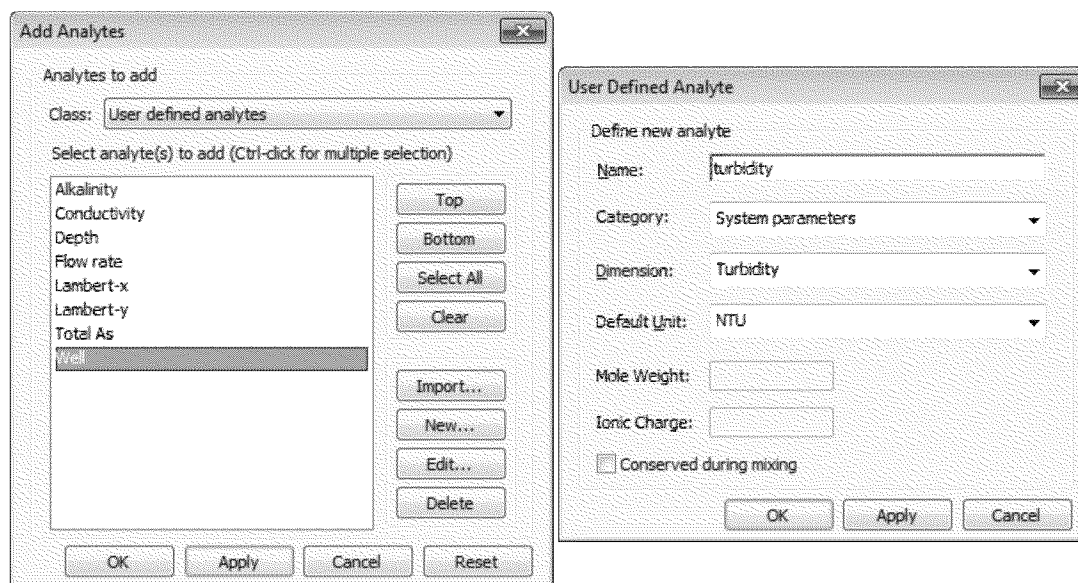 Add Analytes
Analytes to add
Class: User defined analytes
Select analyte(s) to add (Ctrl-click for multiple selection)
Alkalinity
Conductivity
Depth
Flow rate
Lambert-x
Lambert-y
Total As
Well
Top
Bottom
Select All
Clear
Import...
New...
Edit...
Delete
OK Apply Cancel Reset
User Defined Analyte
Define new analyte
Name: turbidity
Category: System parameters
Dimension: Turbidity
Default Unit: NTU
Mole Weight:
Ionic Charge:
Conserved during mixing
OK Apply Cancel